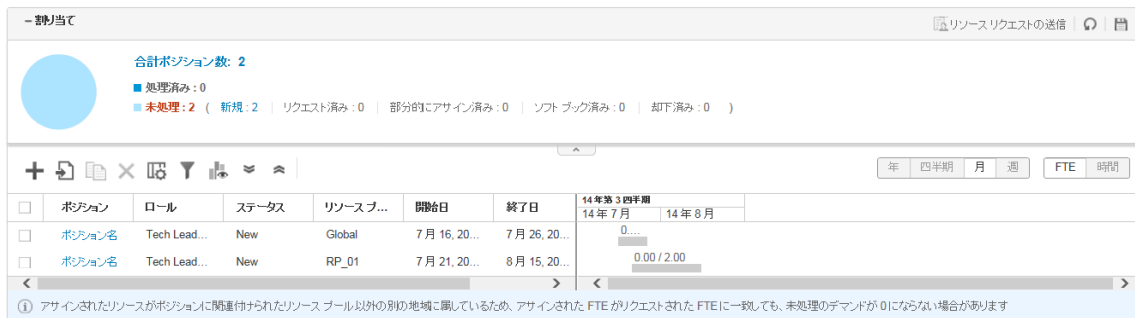 – 割り当て
リソース リクエストの送信
合計ポジション数: 2
処理済み : 0
未処理 : 2 ( 新規 : 2 | リクエスト済み : 0 | 部分的にアサイン済み : 0 | ソフト ブック済み : 0 | 却下済み : 0 )
年 四半期 月 週 FTE 時間
14 年第 3 四半期
ポジション ロール ステータス リソース プ... 開始日 終了日 14 年 7 月 14 年 8 月
ポジション名 Tech Lead... New Global 7 月 16, 20... 7 月 26, 20... 0....
ポジション名 Tech Lead... New RP_01 7 月 21, 20... 8 月 15, 20... 0.00 / 2.00
アサインされたリソースがポジションに関連付けられたリソース プール以外の別の地域に属しているため、アサインされた FTE がリクエストされた FTE に一致しても、未処理のデマンドが 0 にならない場合があります